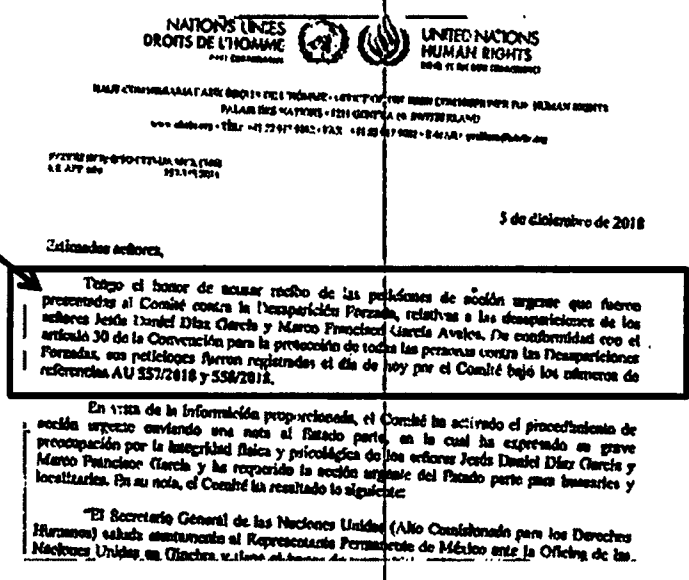 NATIONS UNIES
DROITS DE L'HOMME
UNITED NATIONS
HUMAN RIGHTS
PALAIS DES NATIONS • 1211 GENEVA 10, SWITZERLAND
5 de diciembre de 2018
Estimados señores,
Tengo el honor de acusar recibo de las peticiones de acción urgente que fueron
presentadas al Comité contra la Desaparición Forzada, relativas a las desapariciones de los
señores Jesús Daniel Díaz García y Marco Francisco García Avalos. De conformidad con el
artículo 30 de la Convención para la protección de todas las personas contra las Desapariciones
Forzadas, sus peticiones fueron registradas el día de hoy por el Comité bajo los números de
referencias AU 557/2018 y 558/2018.
En vista de la información proporcionada, el Comité ha activado el procedimiento de
acción urgente enviando una nota al Estado parte, en la cual ha expresado su grave
preocupación por la integridad física y psicológica de los señores Jesús Daniel Díaz García y
Marco Francisco García y ha requerido la acción urgente del Estado parte para buscarles y
localizarles. En su nota, el Comité ha resaltado lo siguiente:
"El Secretario General de las Naciones Unidas (Alto Comisionado para los Derechos
Humanos) saluda atentamente al Representante Permanente de México ante la Oficina de las
Naciones Unidas en Ginebra y tiene el honor de